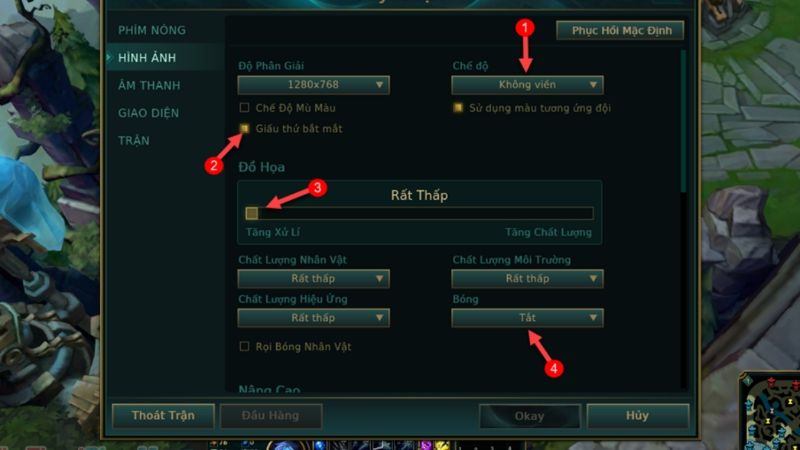 PHÍM NÓNG
HÌNH ẢNH
ÂM THANH
GIAO DIỆN
TRẬN
1
Phục Hồi Mặc Định
Độ Phân Giải
Chế độ
1280x768
Không viền
Chế Độ Mù Màu
Sử dụng màu tương ứng đội
Giấu thứ bắt mắt
2
Đồ Họa
3
Rất Thấp
Tăng Xử Lí
Tăng Chất Lượng
Chất Lượng Nhân Vật
Chất Lượng Môi Trường
Rất thấp
Rất thấp
Chất Lượng Hiệu Ứng
Bóng
Rất thấp
Tắt
Rọi Bóng Nhân Vật
4
Nâng Cao
Thoát Trận
Đầu Hàng
Okay
Hủy